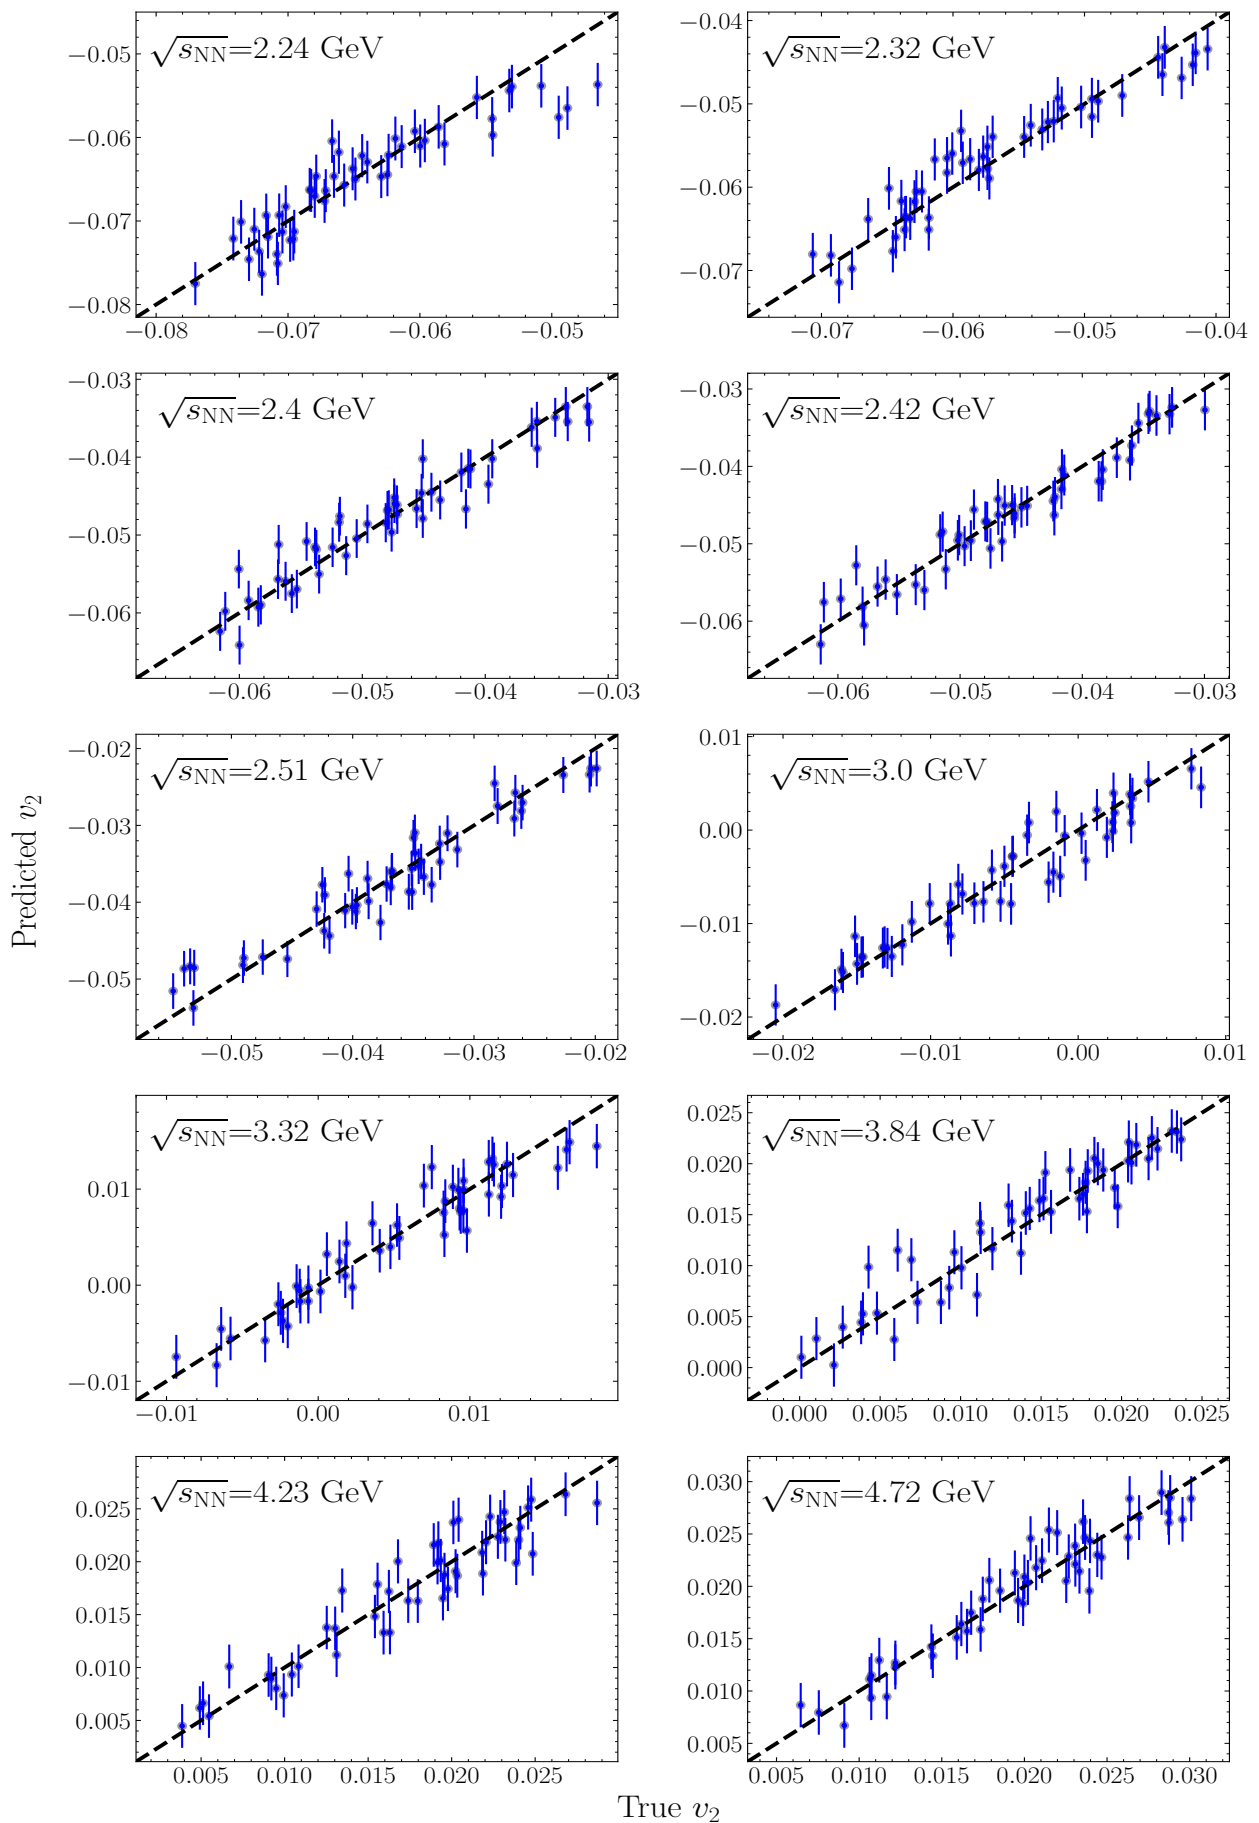 √sNN=2.24 GeV
−0.05
−0.06
−0.07
−0.08
−0.08 −0.07 −0.06 −0.05
√sNN=2.32 GeV
−0.04
−0.05
−0.06
−0.07
−0.07 −0.06 −0.05 −0.04
√sNN=2.4 GeV
−0.03
−0.04
−0.05
−0.06
−0.06 −0.05 −0.04 −0.03
√sNN=2.42 GeV
−0.03
−0.04
−0.05
−0.06
−0.06 −0.05 −0.04 −0.03
√sNN=2.51 GeV
−0.02
−0.03
−0.04
−0.05
−0.05 −0.04 −0.03 −0.02
√sNN=3.0 GeV
0.01
0.00
−0.01
−0.02
−0.02 −0.01 0.00 0.01
Predicted v2
√sNN=3.32 GeV
0.01
0.00
−0.01
−0.01 0.00 0.01
√sNN=3.84 GeV
0.025
0.020
0.015
0.010
0.005
0.000
0.000 0.005 0.010 0.015 0.020 0.025
√sNN=4.23 GeV
0.025
0.020
0.015
0.010
0.005
0.005 0.010 0.015 0.020 0.025
√sNN=4.72 GeV
0.030
0.025
0.020
0.015
0.010
0.005
0.005 0.010 0.015 0.020 0.025 0.030
True v2